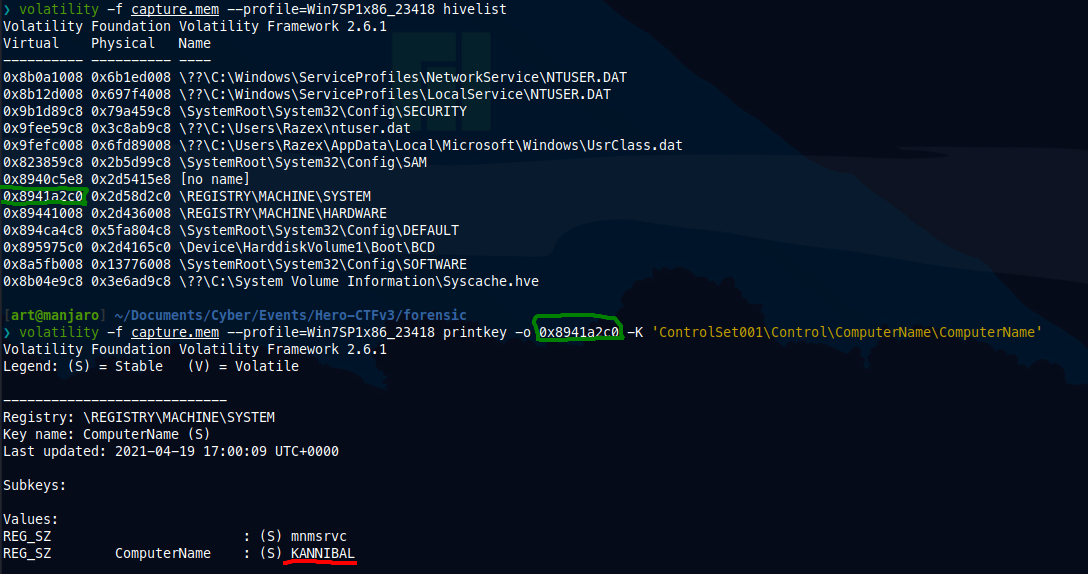 ❯ volatility -f capture.mem --profile=Win7SP1x86_23418 hivelist
Volatility Foundation Volatility Framework 2.6.1
Virtual    Physical   Name
---------- ---------- ----
0x8b0a1008 0x6b1ed008 \??\C:\Windows\ServiceProfiles\NetworkService\NTUSER.DAT
0x8b12d008 0x697f4008 \??\C:\Windows\ServiceProfiles\LocalService\NTUSER.DAT
0x9b1d89c8 0x79a459c8 \SystemRoot\System32\Config\SECURITY
0x9fee59c8 0x3c8ab9c8 \??\C:\Users\Razex\ntuser.dat
0x9fefc008 0x6fd89008 \??\C:\Users\Razex\AppData\Local\Microsoft\Windows\UsrClass.dat
0x823859c8 0x2b5d99c8 \SystemRoot\System32\Config\SAM
0x8940c5e8 0x2d5415e8 [no name]
0x8941a2c0 0x2d58d2c0 \REGISTRY\MACHINE\SYSTEM
0x89441008 0x2d436008 \REGISTRY\MACHINE\HARDWARE
0x894ca4c8 0x5fa804c8 \SystemRoot\System32\Config\DEFAULT
0x895975c0 0x2d4165c0 \Device\HarddiskVolume1\Boot\BCD
0x8a5fb008 0x13776008 \SystemRoot\System32\Config\SOFTWARE
0x8b04e9c8 0x3e6ad9c8 \??\C:\System Volume Information\Syscache.hve
[art@manjaro] ~/Documents/Cyber/Events/Hero-CTFv3/forensic
❯ volatility -f capture.mem --profile=Win7SP1x86_23418 printkey -o 0x8941a2c0 -K 'ControlSet001\Control\ComputerName\ComputerName'
Volatility Foundation Volatility Framework 2.6.1
Legend: (S) = Stable   (V) = Volatile
----------------------------
Registry: \REGISTRY\MACHINE\SYSTEM
Key name: ComputerName (S)
Last updated: 2021-04-19 17:00:09 UTC+0000
Subkeys:
Values:
REG_SZ                        : (S) mnmsrvc
REG_SZ        ComputerName    : (S) KANNIBAL